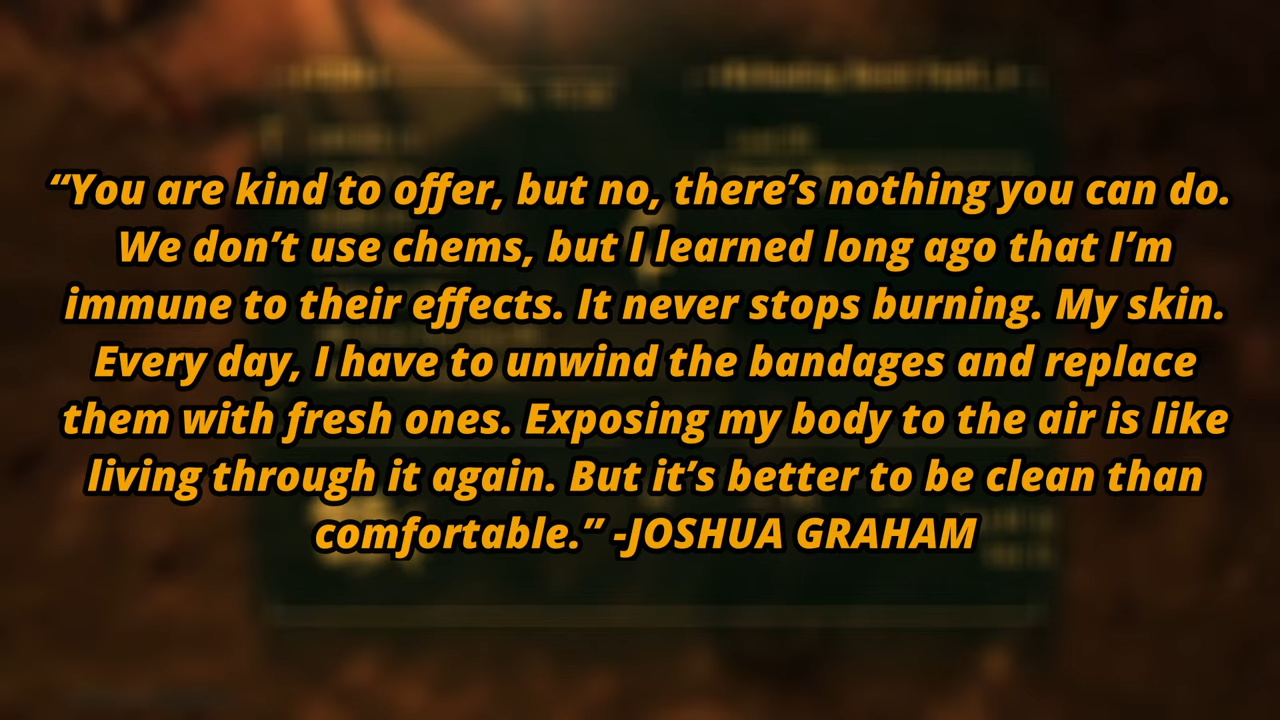 “You are kind to offer, but no, there’s nothing you can do.
We don’t use chems, but I learned long ago that I’m
immune to their effects. It never stops burning. My skin.
Every day, I have to unwind the bandages and replace
them with fresh ones. Exposing my body to the air is like
living through it again. But it’s better to be clean than
comfortable.” -JOSHUA GRAHAM